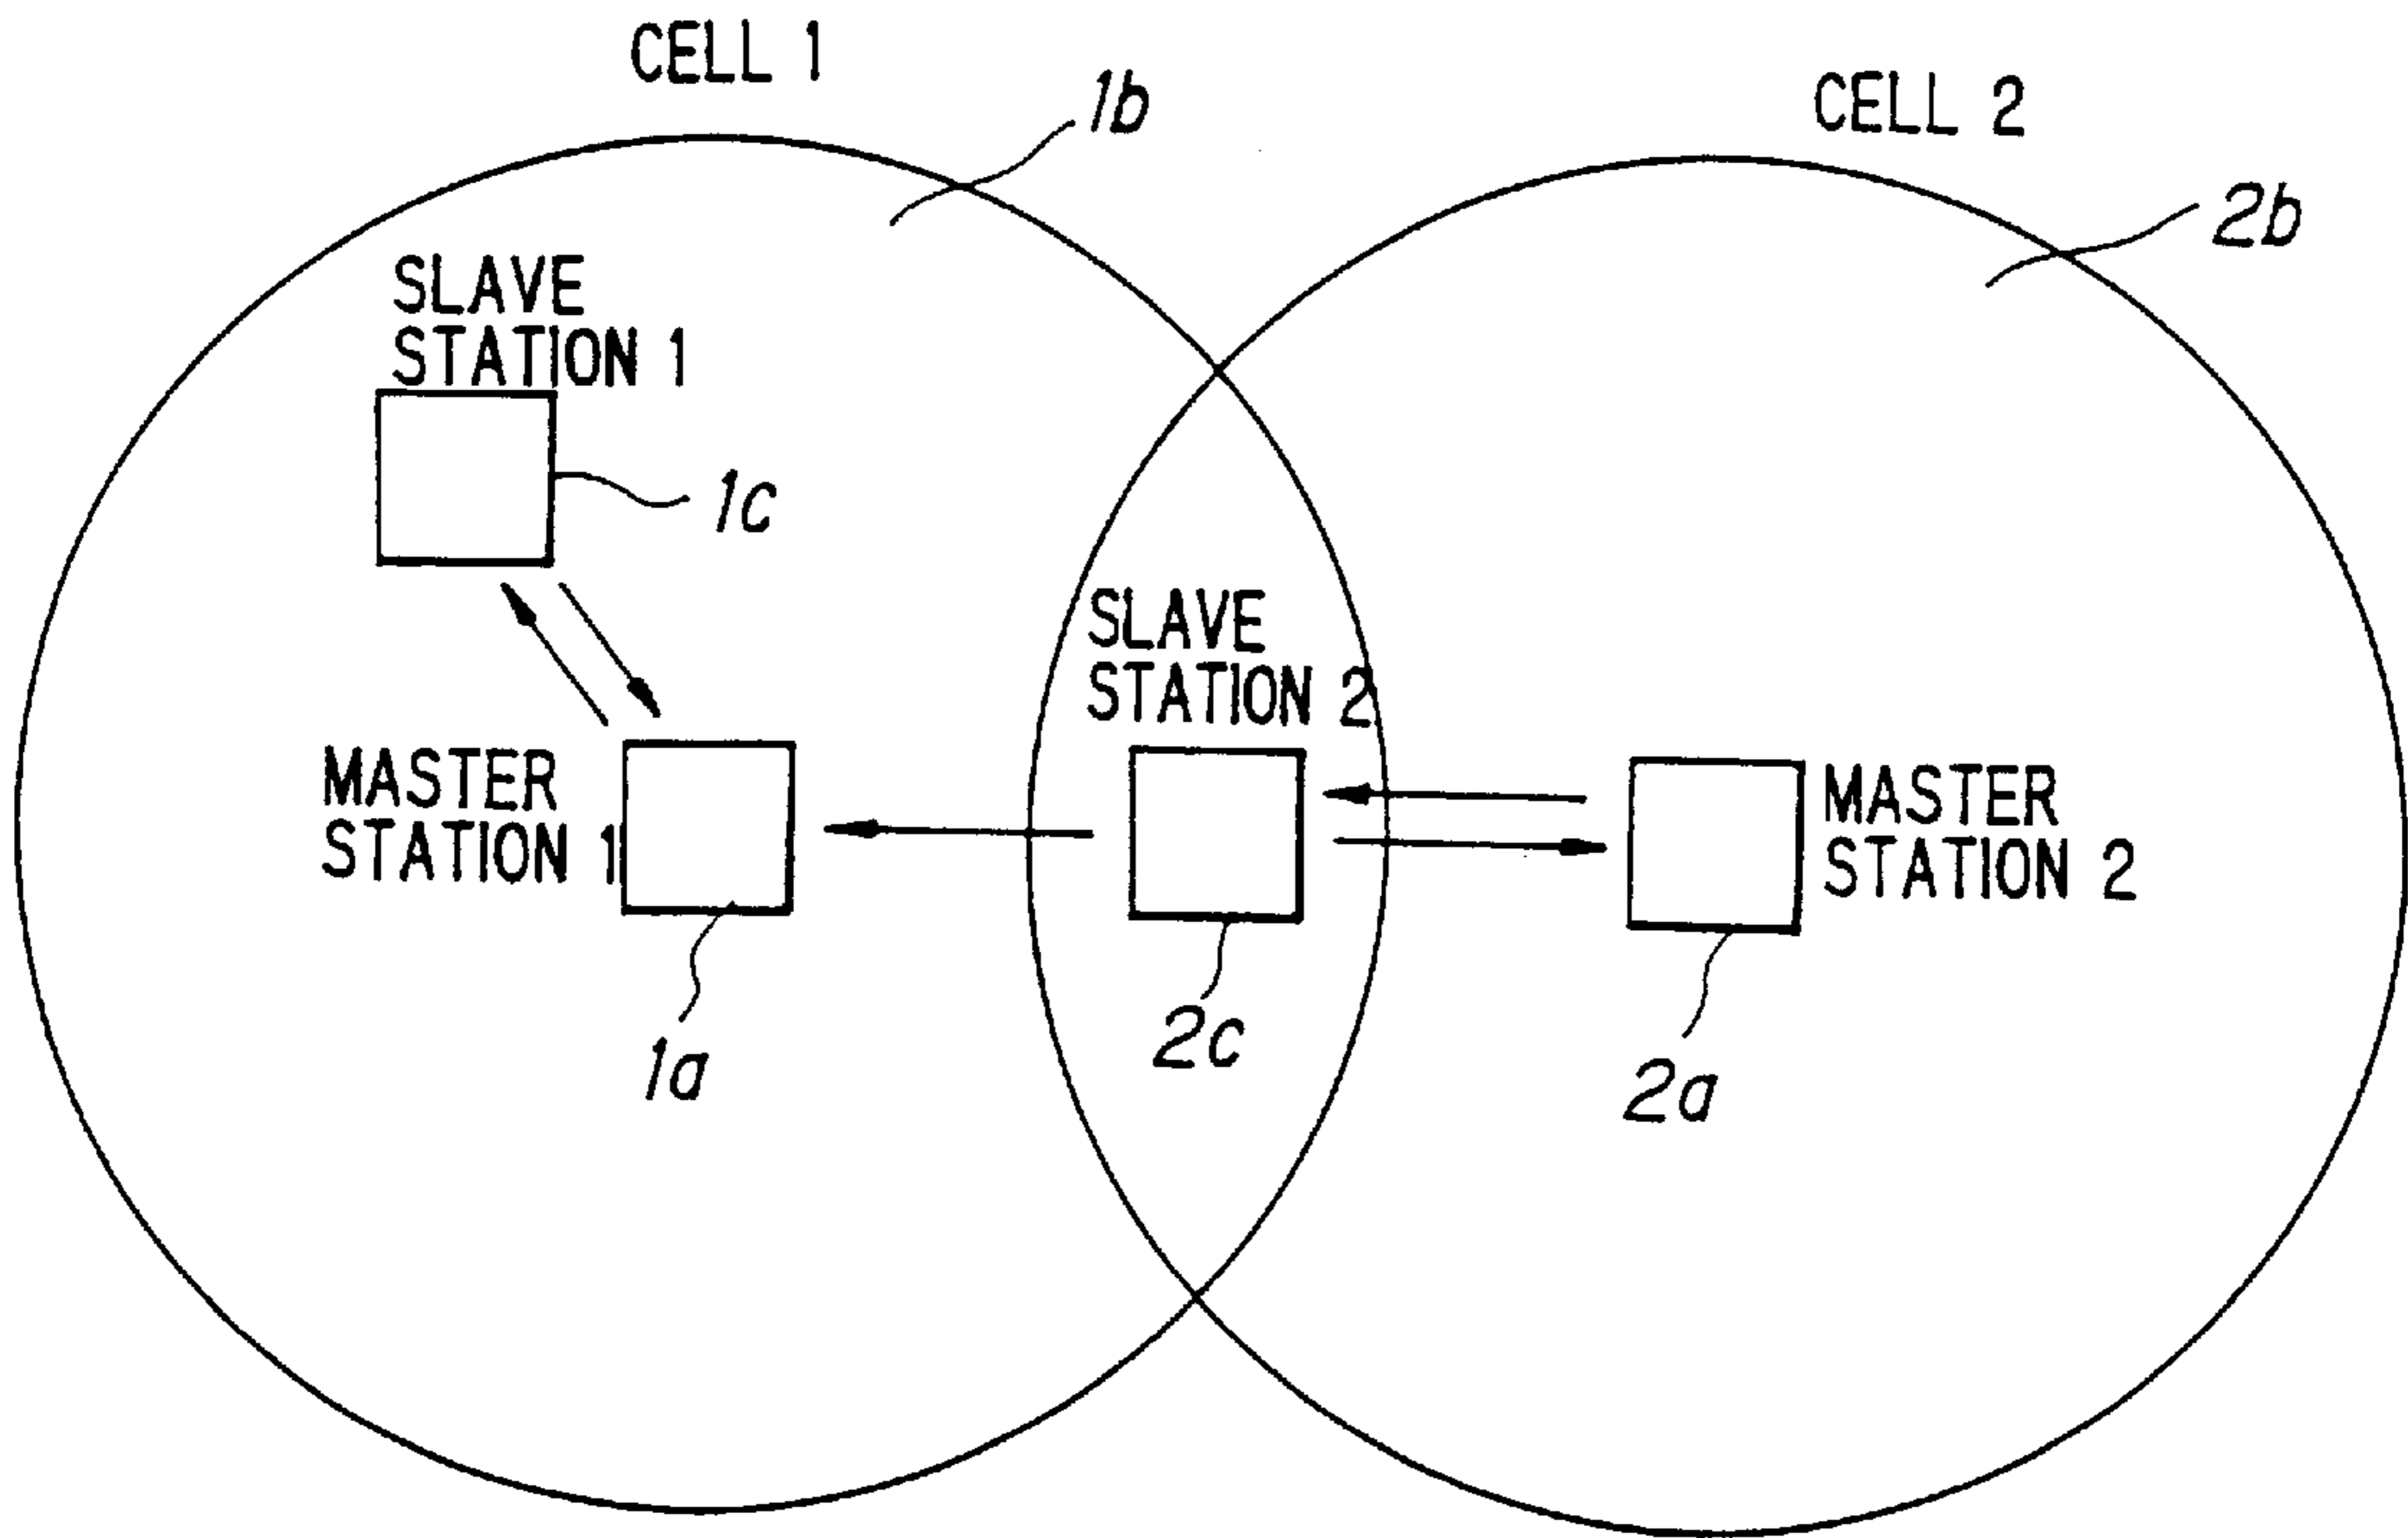 CELL 1
1b
CELL 2
2b
SLAVE
STATION 1
1c
SLAVE
STATION 2
MASTER
STATION 1
MASTER
STATION 2
1a
2c
2a